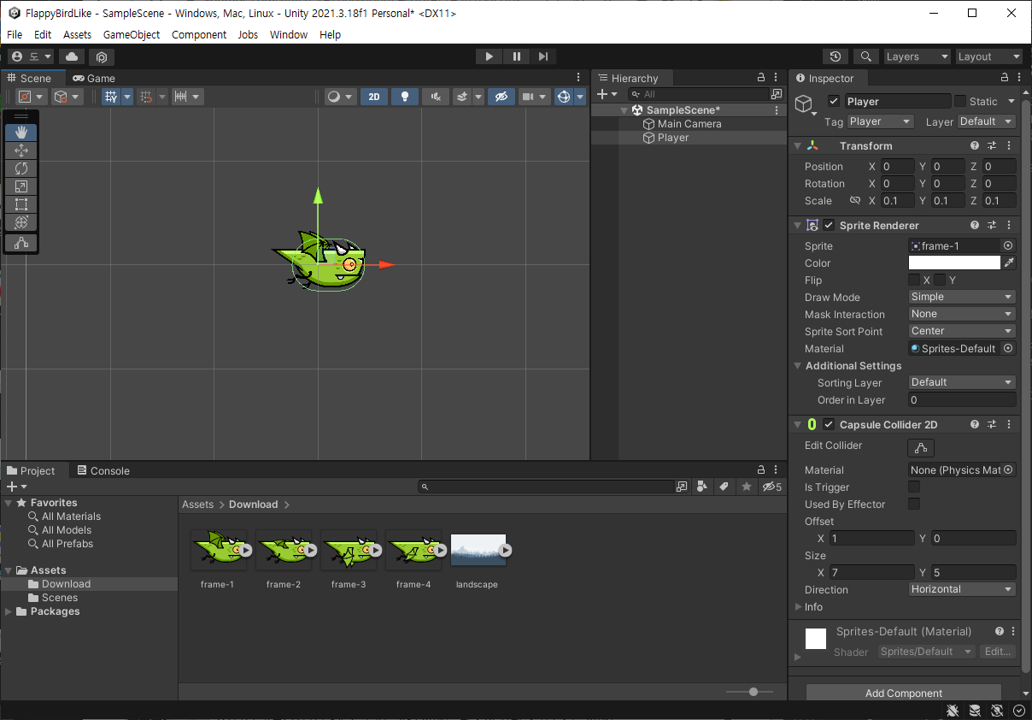 FlappyBirdLike - SampleScene - Windows, Mac, Linux - Unity 2021.3.18f1 Personal* <DX11>
File Edit Assets GameObject Component Jobs Window Help
도 Layers Layout
Scene Game
2D
Hierarchy
All
SampleScene*
Main Camera
Player
Inspector
Player Static
Tag Player Layer Default
Transform
Position X 0 Y 0 Z 0
Rotation X 0 Y 0 Z 0
Scale X 0.1 Y 0.1 Z 0.1
Sprite Renderer
Sprite frame-1
Color
Flip X Y
Draw Mode Simple
Mask Interaction None
Sprite Sort Point Center
Material Sprites-Default
Additional Settings
Sorting Layer Default
Order in Layer 0
Capsule Collider 2D
Edit Collider
Material None (Physics Mat
Is Trigger
Used By Effector
Offset
X 1 Y 0
Size
X 7 Y 5
Direction Horizontal
Info
Sprites-Default (Material)
Shader Sprites/Default Edit...
Add Component
Project Console
5
Favorites
All Materials
All Models
All Prefabs
Assets
Download
Scenes
Packages
Assets > Download >
frame-1 frame-2 frame-3 frame-4 landscape